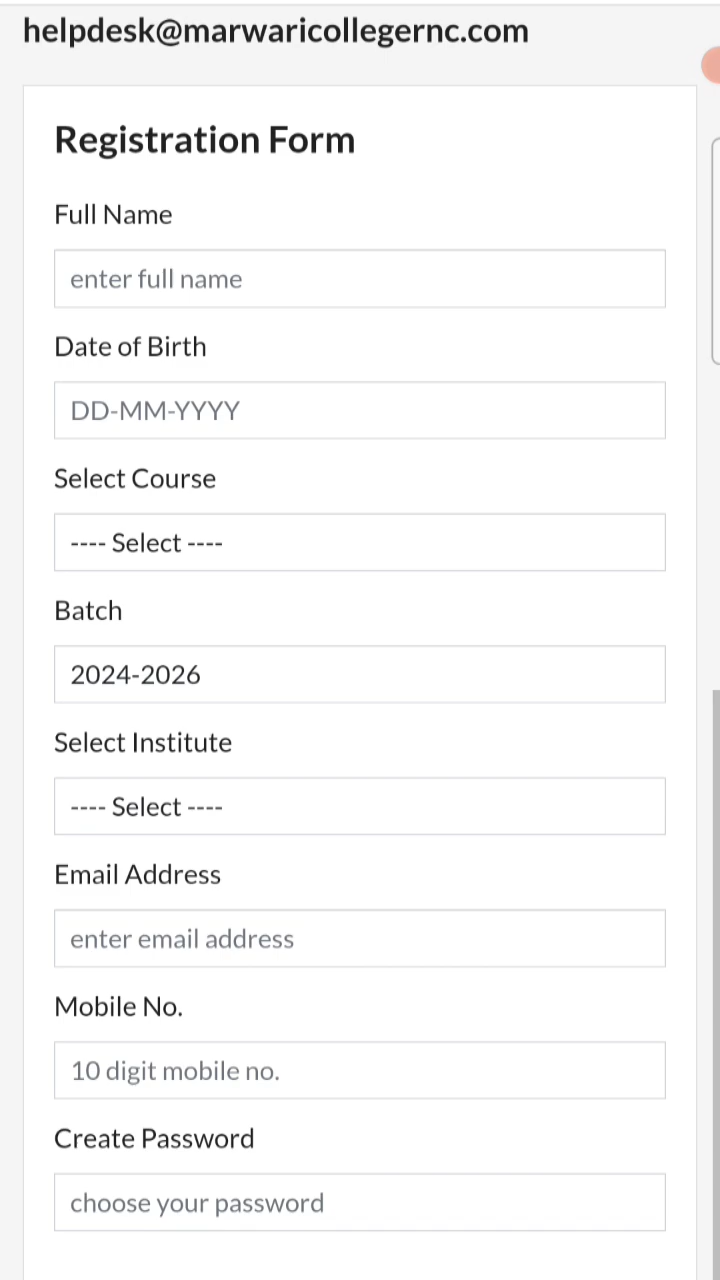 helpdesk@marwaricollegernc.com
Registration Form
Full Name
enter full name
Date of Birth
DD-MM-YYYY
Select Course
---- Select ----
Batch
2024-2026
Select Institute
---- Select ----
Email Address
enter email address
Mobile No.
10 digit mobile no.
Create Password
choose your password